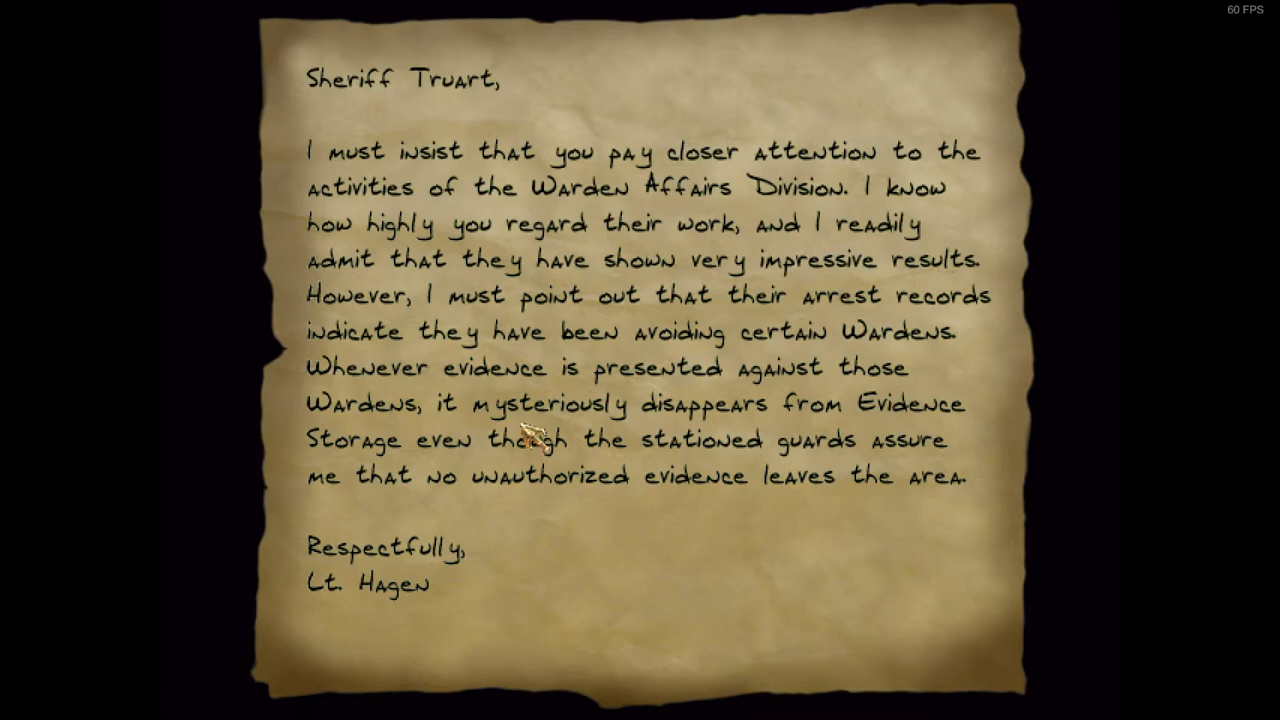 60 FPS
Sheriff Truart,
I must insist that you pay closer attention to the
activities of the Warden Affairs Division. I know
how highly you regard their work, and I readily
admit that they have shown very impressive results.
However, I must point out that their arrest records
indicate they have been avoiding certain Wardens.
Whenever evidence is presented against those
Wardens, it mysteriously disappears from Evidence
Storage even though the stationed guards assure
me that no unauthorized evidence leaves the area.
Respectfully,
Lt. Hagen